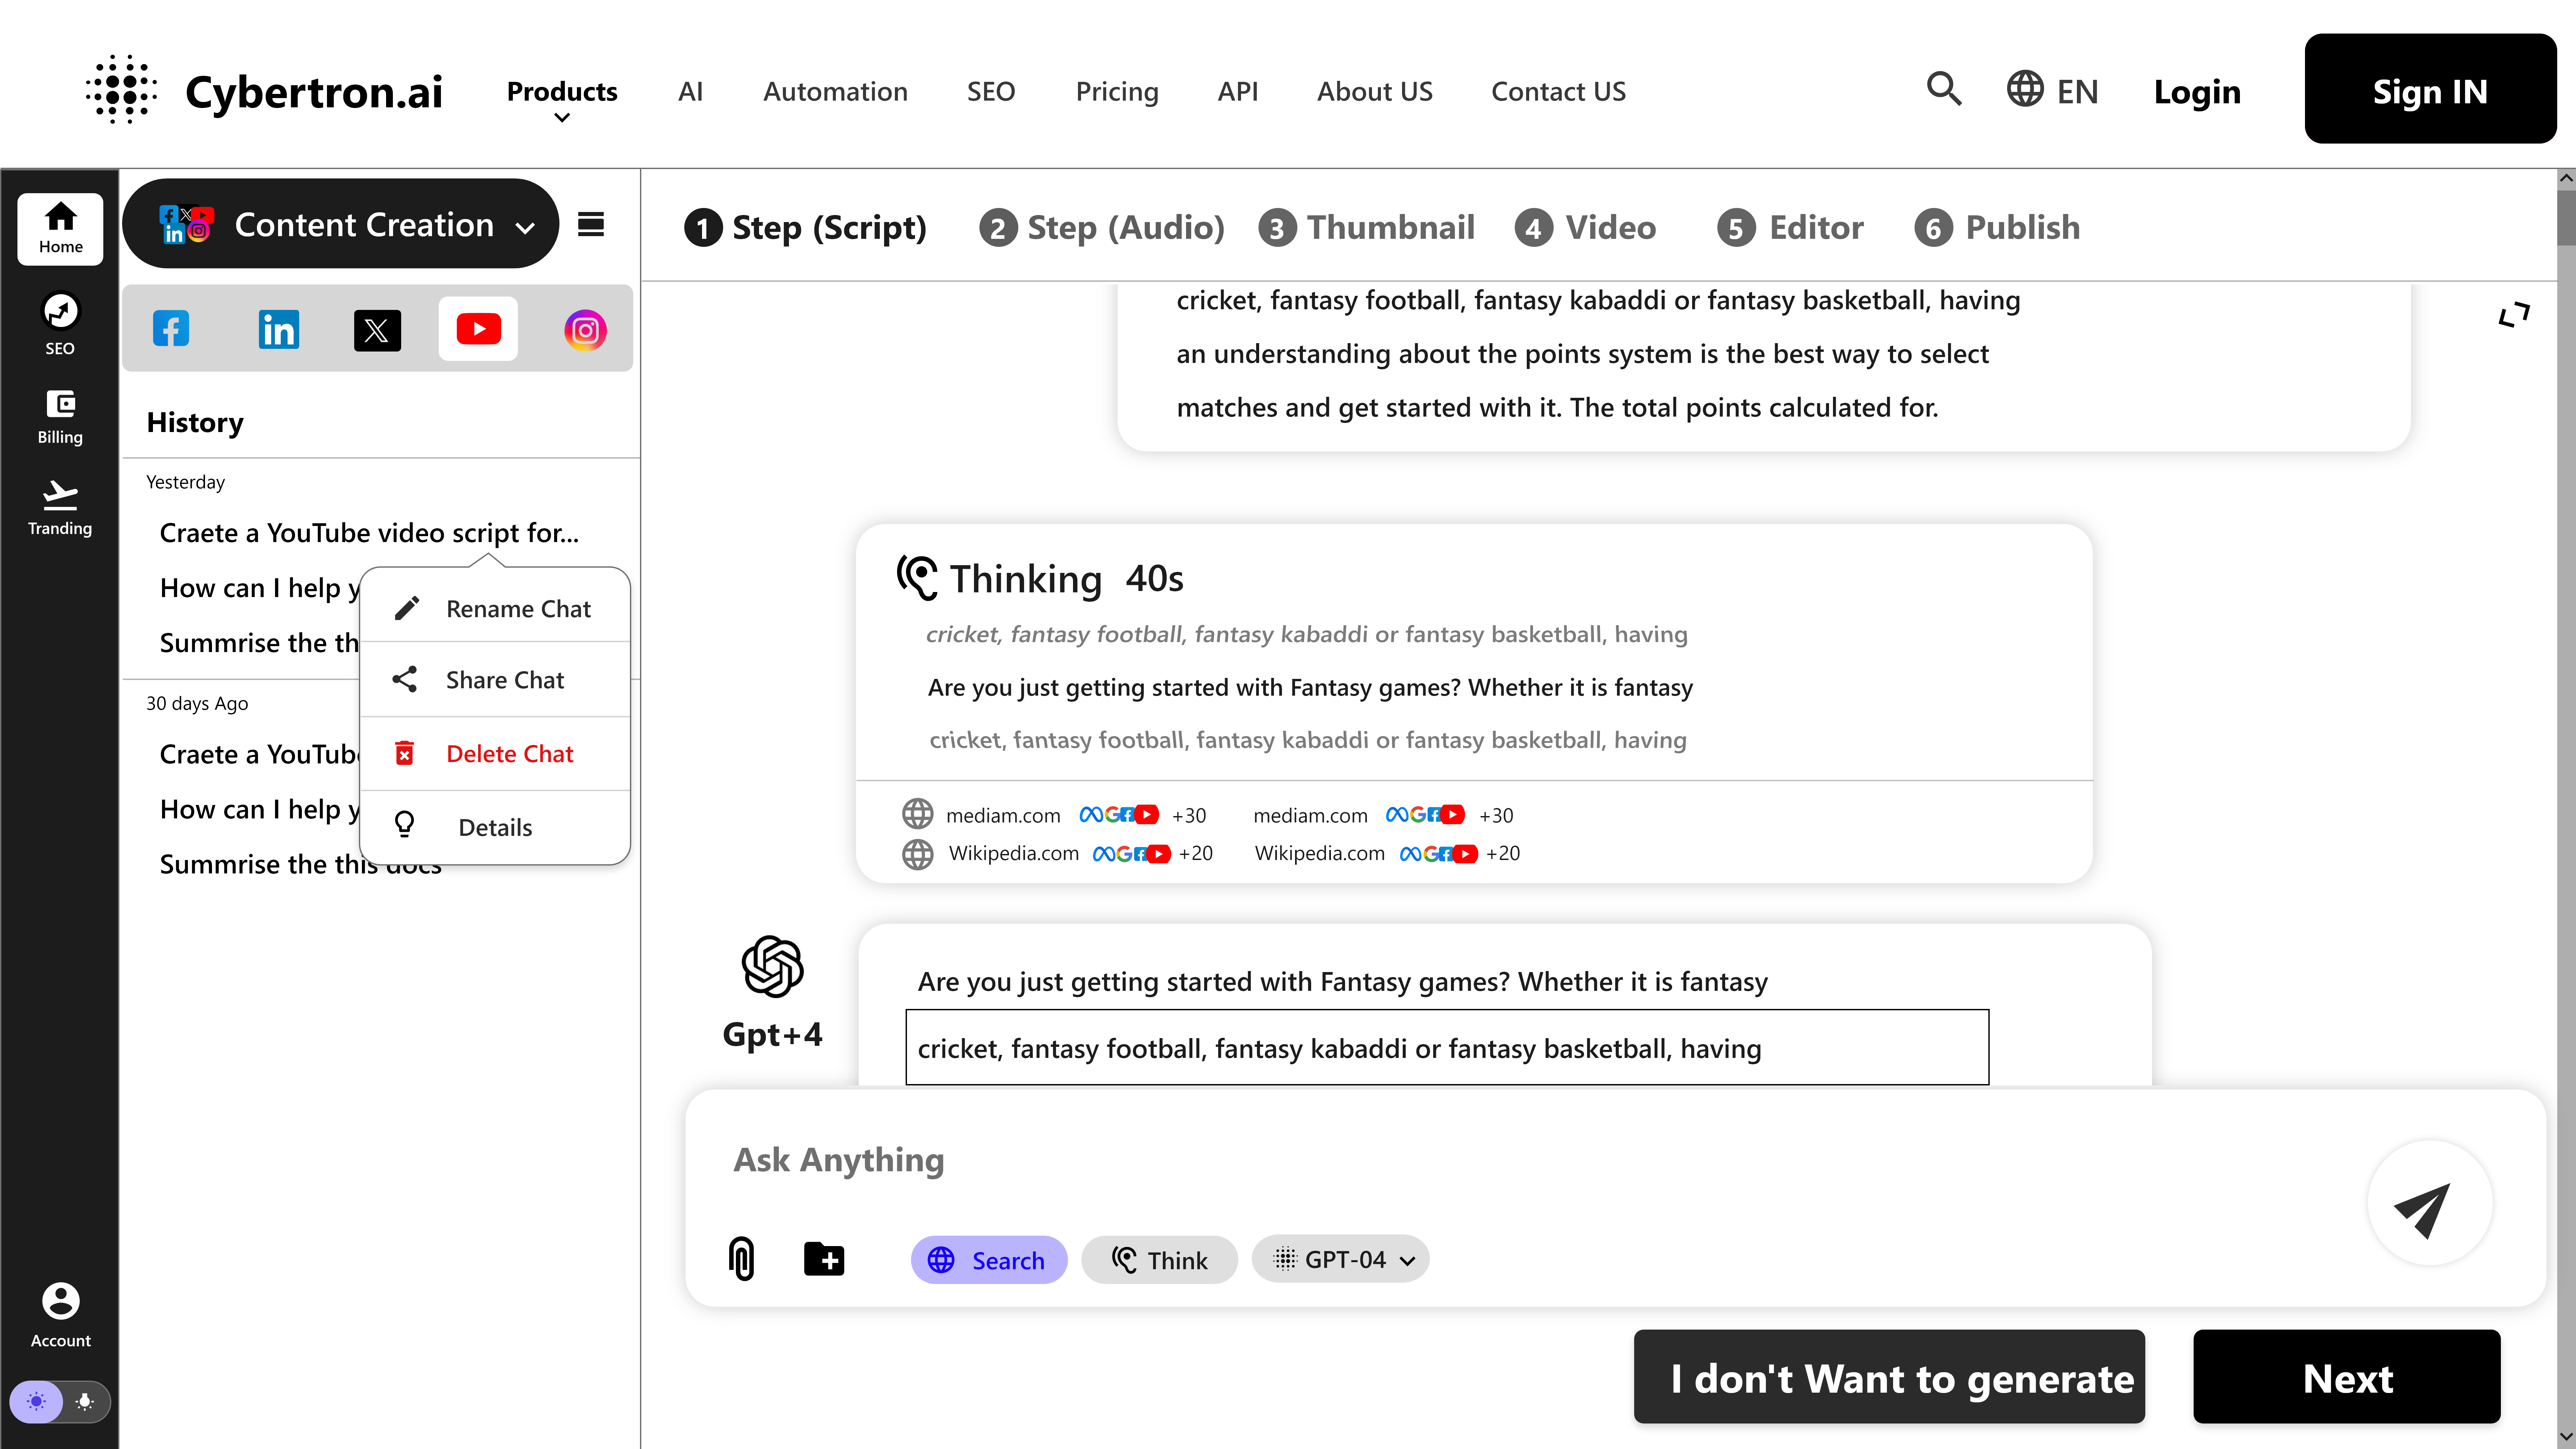 Cybertron.ai
Products
AI
Automation
SEO
Pricing
API
About US
Contact US
EN
Login
Sign IN
Home
SEO
Billing
Tranding
Account
Content Creation
History
Yesterday
Craete a YouTube video script for...
How can I help y
Summrise the th
30 days Ago
Craete a YouTube
How can I help y
Summrise the this docs
Rename Chat
Share Chat
Delete Chat
Details
1 Step (Script)
2 Step (Audio)
3 Thumbnail
4 Video
5 Editor
6 Publish
cricket, fantasy football, fantasy kabaddi or fantasy basketball, having
an understanding about the points system is the best way to select
matches and get started with it. The total points calculated for.
Thinking 40s
cricket, fantasy football, fantasy kabaddi or fantasy basketball, having
Are you just getting started with Fantasy games? Whether it is fantasy
cricket, fantasy football, fantasy kabaddi or fantasy basketball, having
mediam.com +30 mediam.com +30
Wikipedia.com +20 Wikipedia.com +20
Gpt+4
Are you just getting started with Fantasy games? Whether it is fantasy
cricket, fantasy football, fantasy kabaddi or fantasy basketball, having
Ask Anything
Search
Think
GPT-04
I don't Want to generate
Next